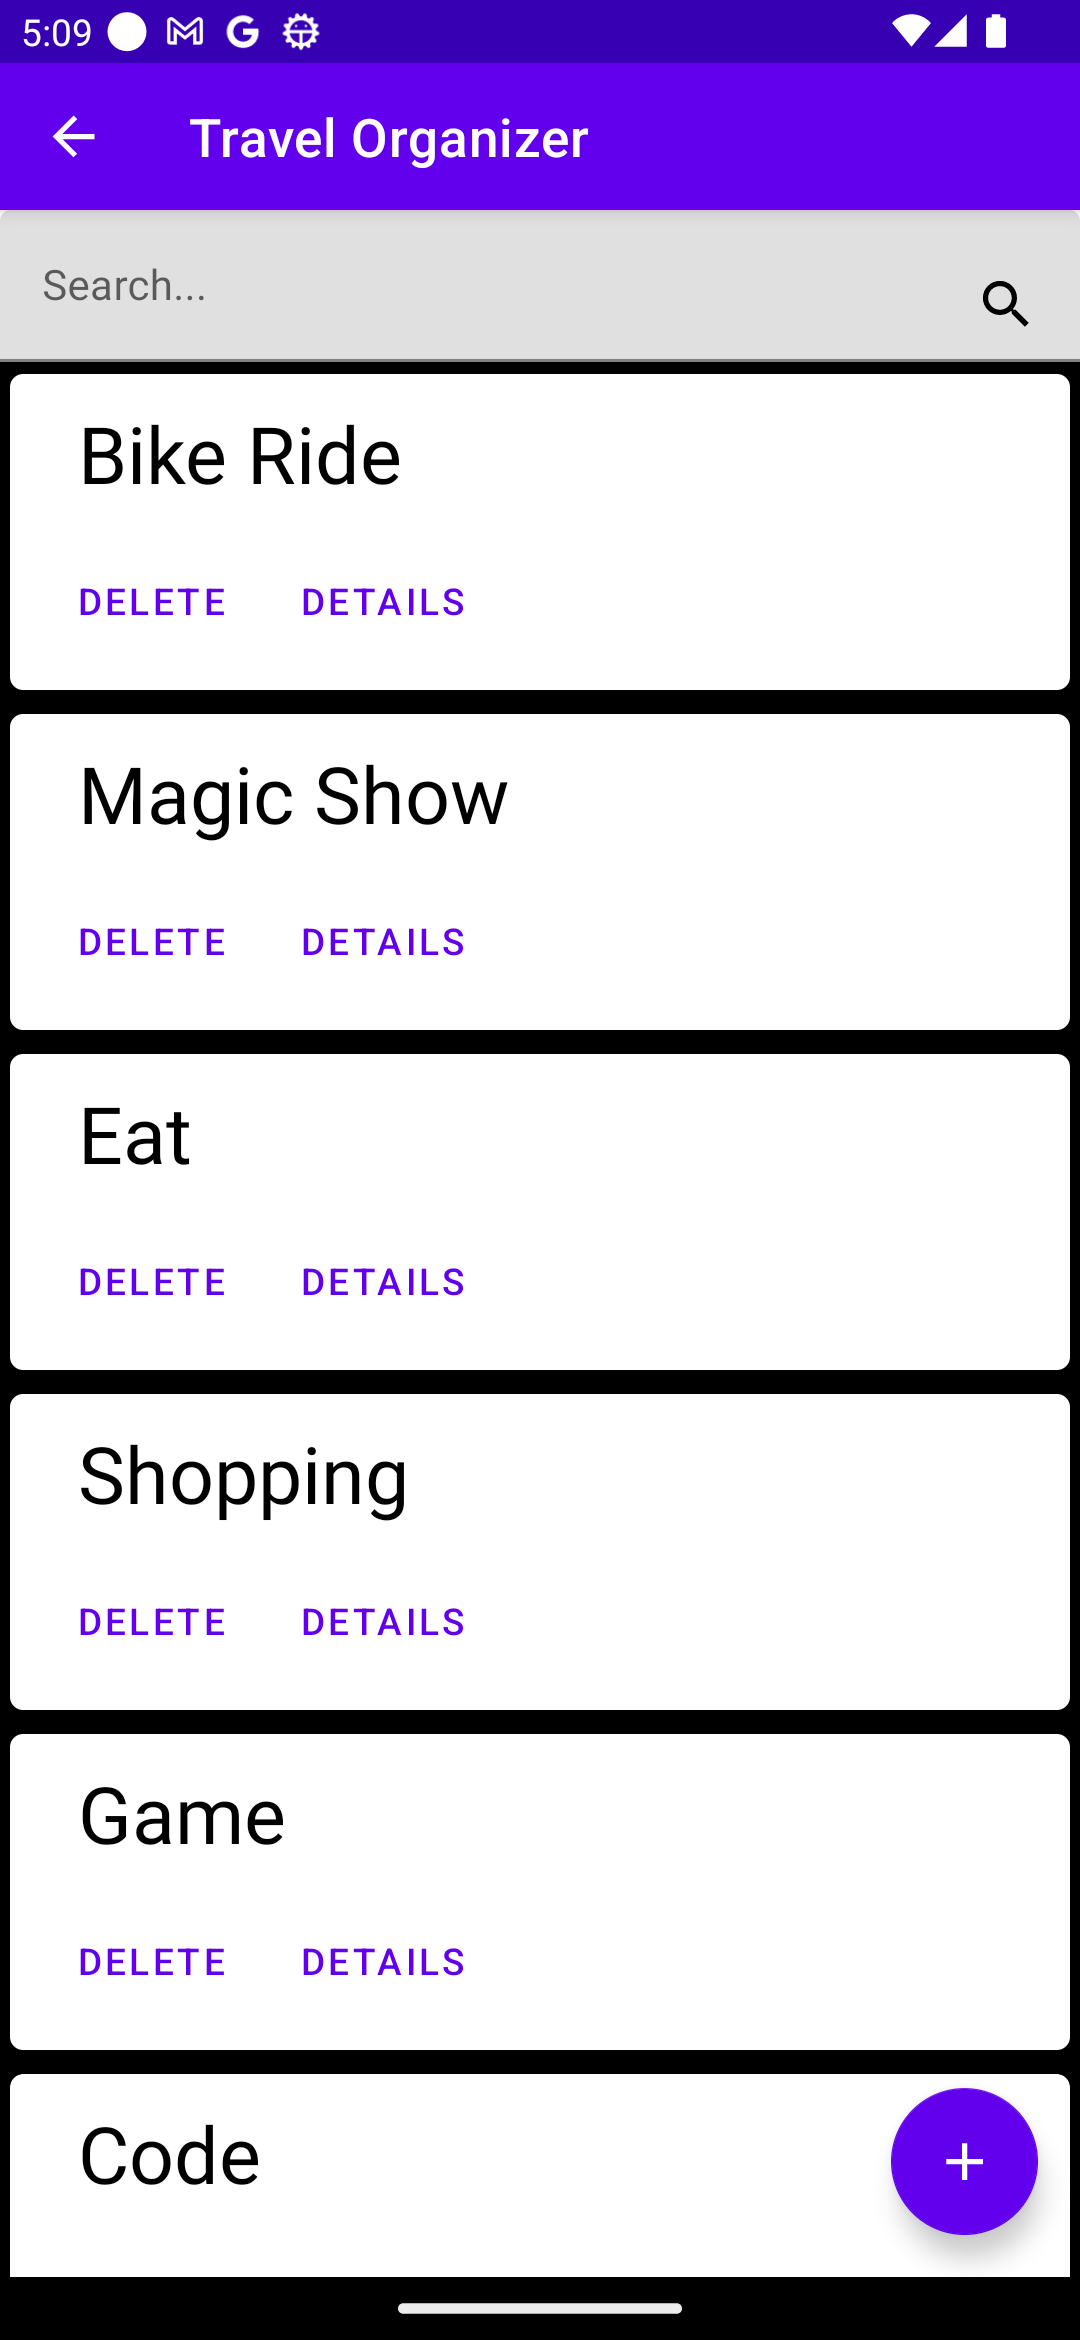 5:09
Travel Organizer
Search...
Bike Ride
DELETE DETAILS
Magic Show
DELETE DETAILS
Eat
DELETE DETAILS
Shopping
DELETE DETAILS
Game
DELETE DETAILS
Code